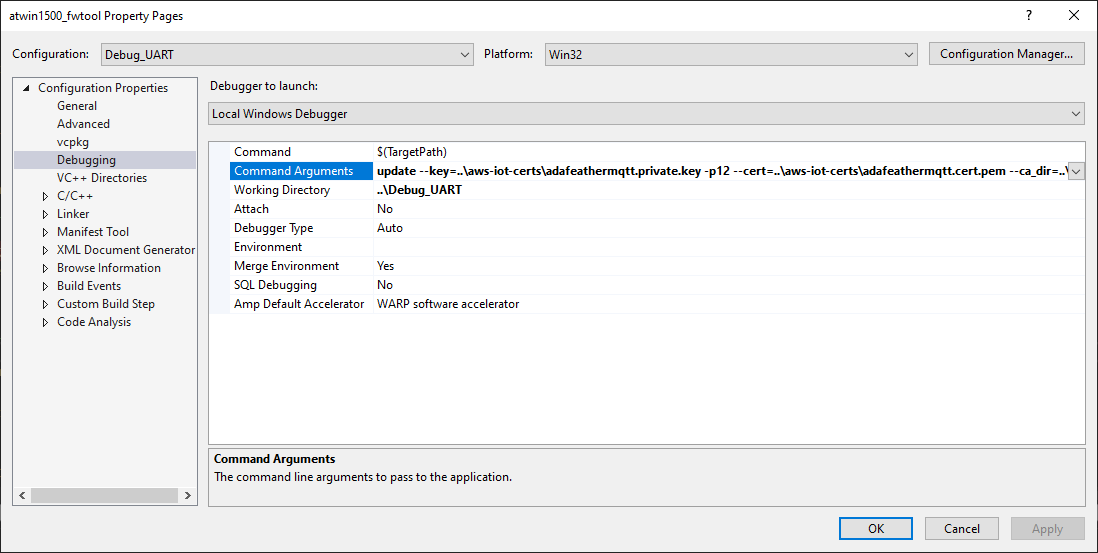 atwin1500_fwtool Property Pages
?
Configuration: Debug_UART Platform: Win32 Configuration Manager...
Configuration Properties
General
Advanced
vcpkg
Debugging
VC++ Directories
C/C++
Linker
Manifest Tool
XML Document Generator
Browse Information
Build Events
Custom Build Step
Code Analysis
Debugger to launch:
Local Windows Debugger
Command $(TargetPath)
Command Arguments update --key=..\aws-iot-certs\adafeathermqtt.private.key -p12 --cert=..\aws-iot-certs\adafeathermqtt.cert.pem --ca_dir=..\
Working Directory ..\Debug_UART
Attach No
Debugger Type Auto
Environment
Merge Environment Yes
SQL Debugging No
Amp Default Accelerator WARP software accelerator
Command Arguments
The command line arguments to pass to the application.
OK Cancel Apply